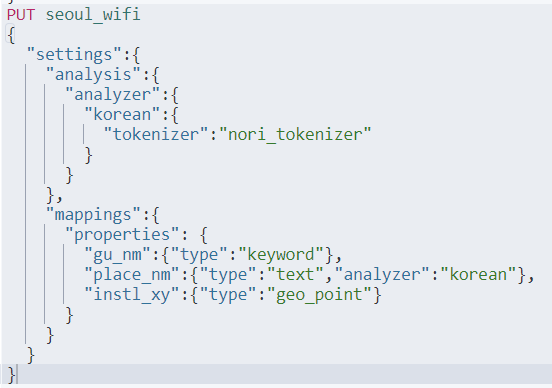 PUT seoul_wifi
{
  "settings":{
    "analysis":{
      "analyzer":{
        "korean":{
          "tokenizer":"nori_tokenizer"
        }
      }
    },
    "mappings":{
      "properties": {
        "gu_nm":{"type":"keyword"},
        "place_nm":{"type":"text","analyzer":"korean"},
        "instl_xy":{"type":"geo_point"}
      }
    }
  }
}